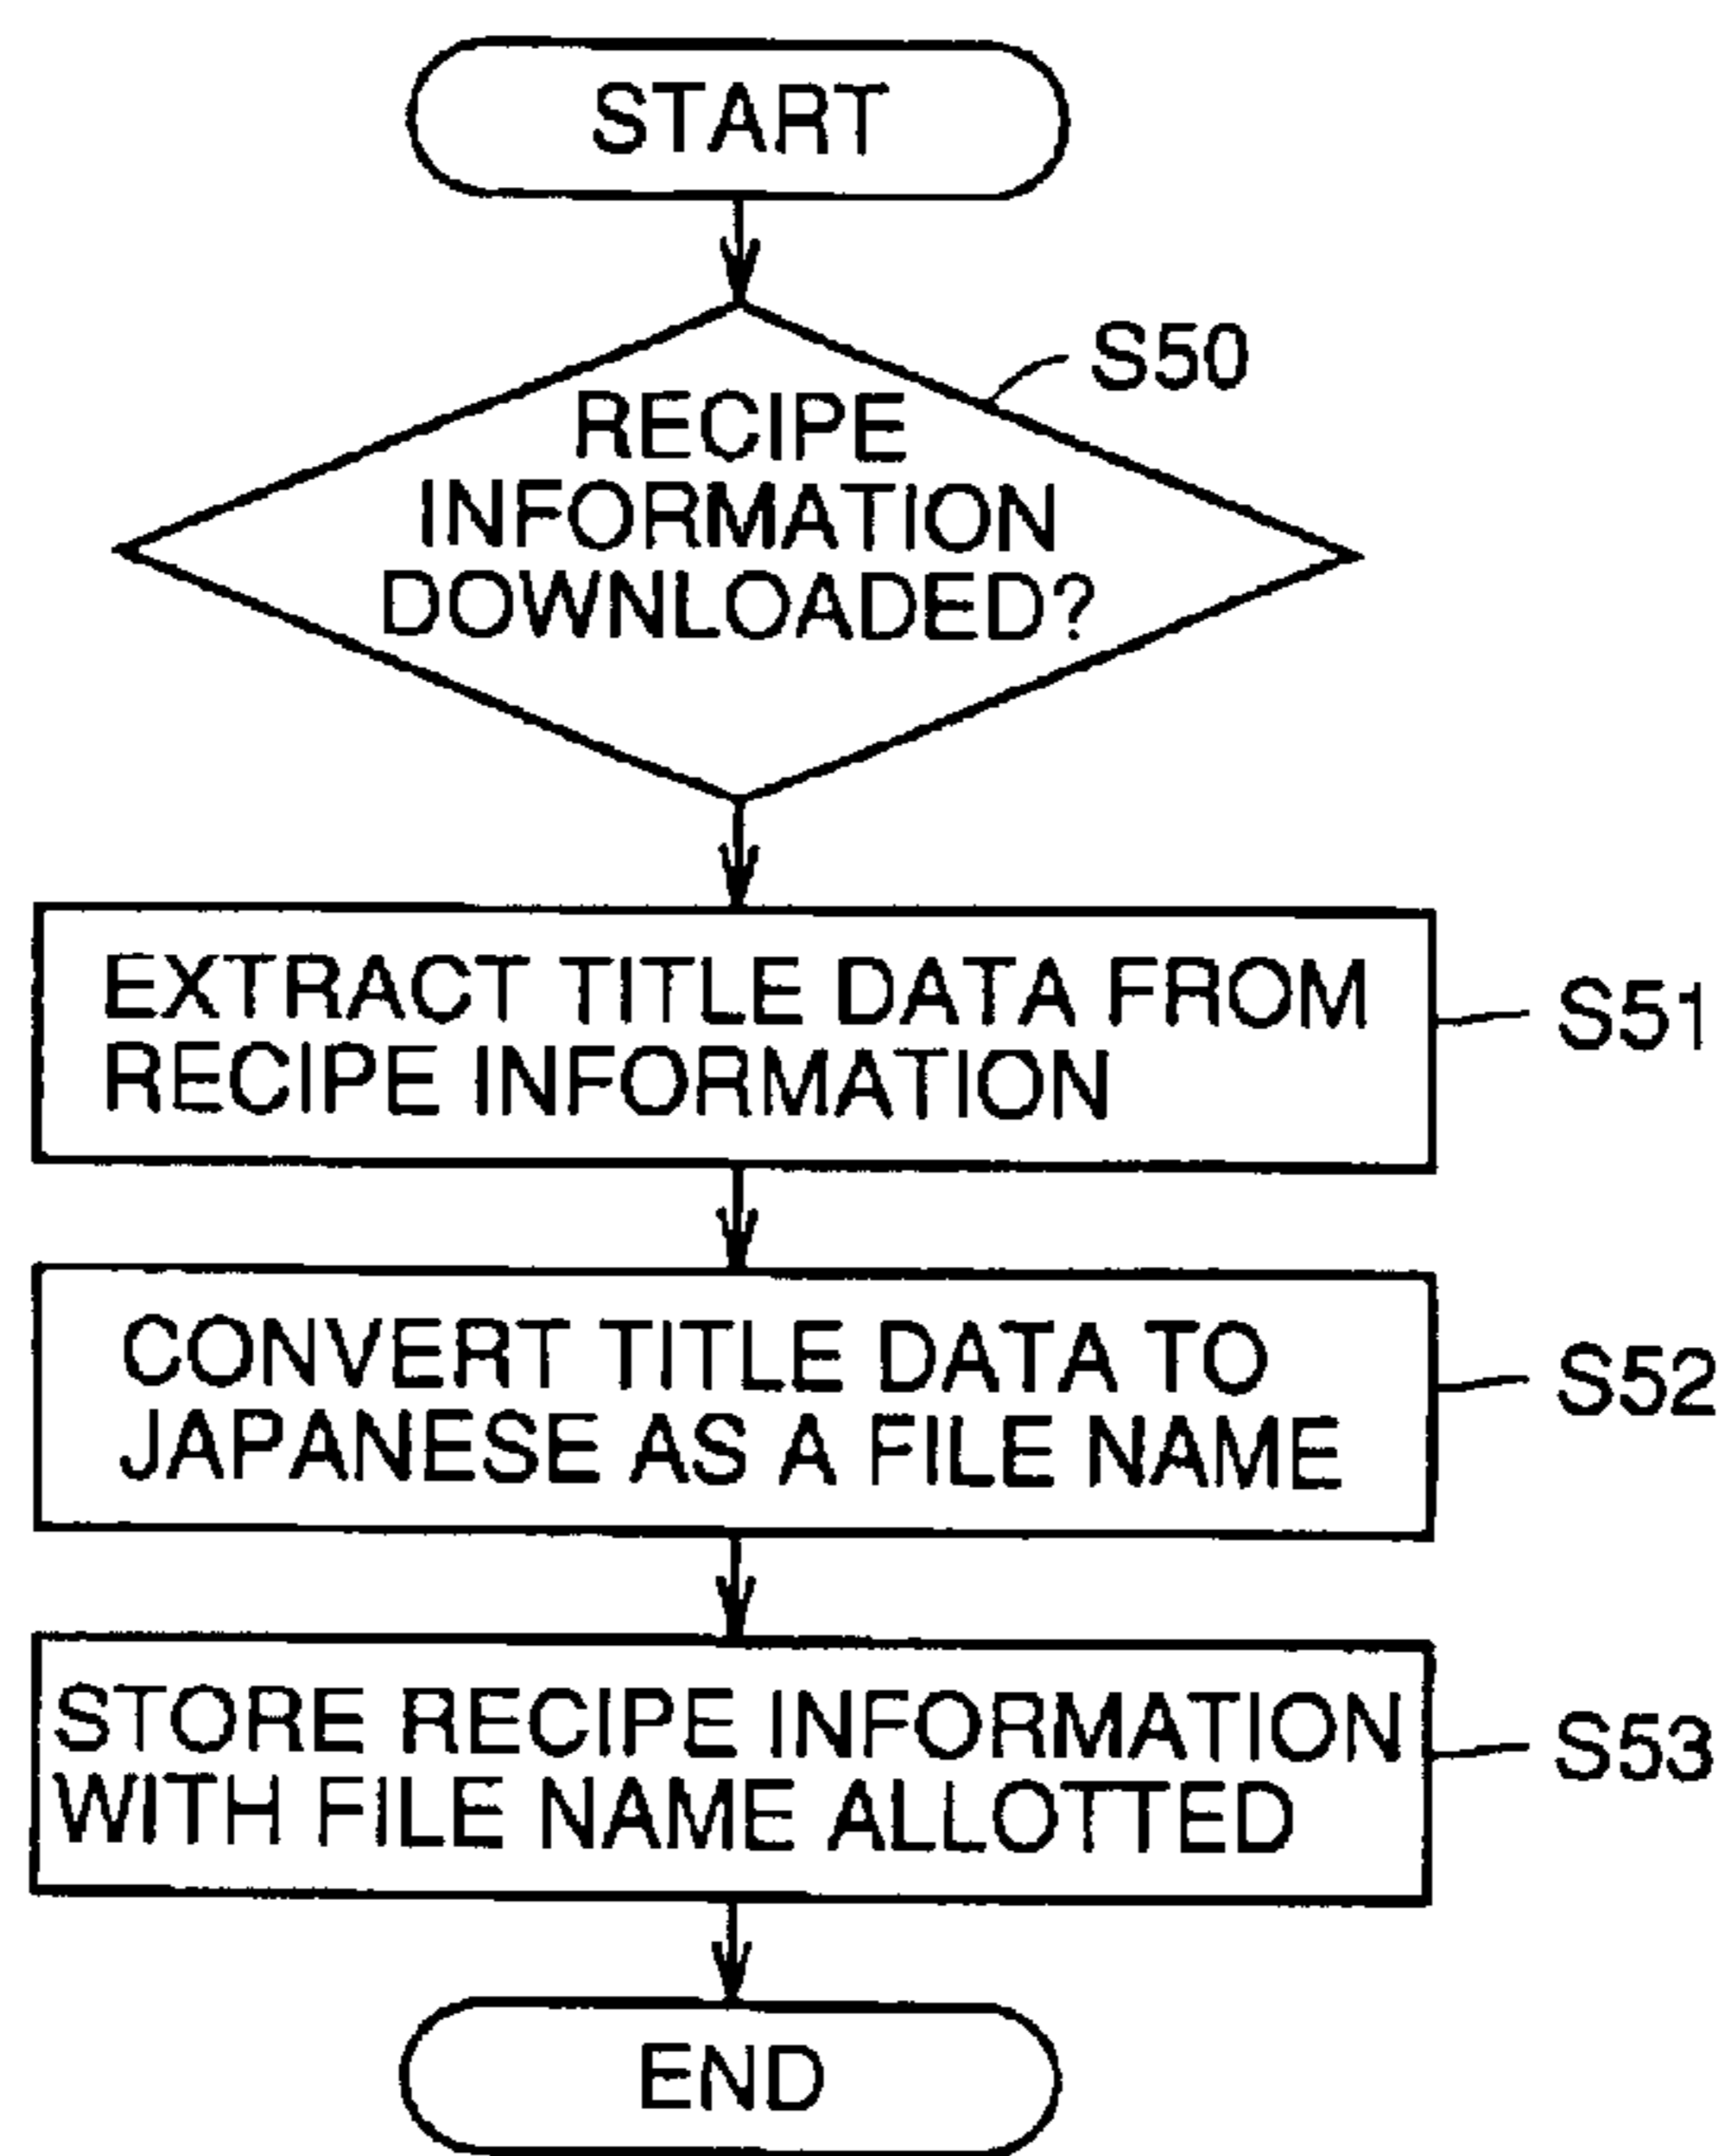 START
S50
RECIPE
INFORMATION
DOWNLOADED?
EXTRACT TITLE DATA FROM
RECIPE INFORMATION
S51
CONVERT TITLE DATA TO
JAPANESE AS A FILE NAME
S52
STORE RECIPE INFORMATION
WITH FILE NAME ALLOTTED
S53
END